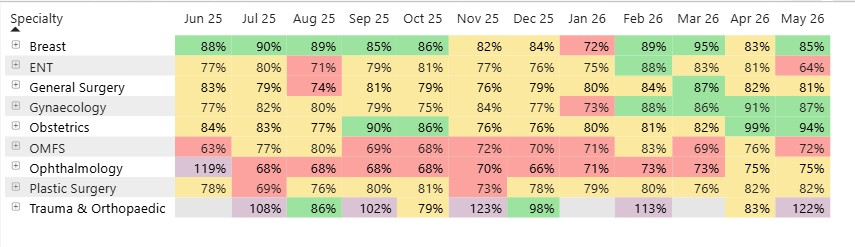 Specialty Jun 25 Jul 25 Aug 25 Sep 25 Oct 25 Nov 25 Dec 25 Jan 26 Feb 26 Mar 26 Apr 26 May 26
Breast 88% 90% 89% 85% 86% 82% 84% 72% 89% 95% 83% 85%
ENT 77% 80% 71% 79% 81% 77% 76% 75% 88% 83% 81% 64%
General Surgery 83% 79% 74% 81% 79% 76% 79% 80% 84% 87% 82% 81%
Gynaecology 77% 82% 80% 79% 75% 84% 77% 73% 88% 86% 91% 87%
Obstetrics 84% 83% 77% 90% 86% 76% 76% 80% 81% 82% 99% 94%
OMFS 63% 77% 80% 69% 68% 72% 70% 71% 83% 69% 76% 72%
Ophthalmology 119% 68% 68% 68% 68% 70% 66% 71% 73% 73% 75% 75%
Plastic Surgery 78% 69% 76% 80% 81% 73% 78% 79% 80% 76% 82% 82%
Trauma & Orthopaedic 108% 86% 102% 79% 123% 98% 113% 83% 122%